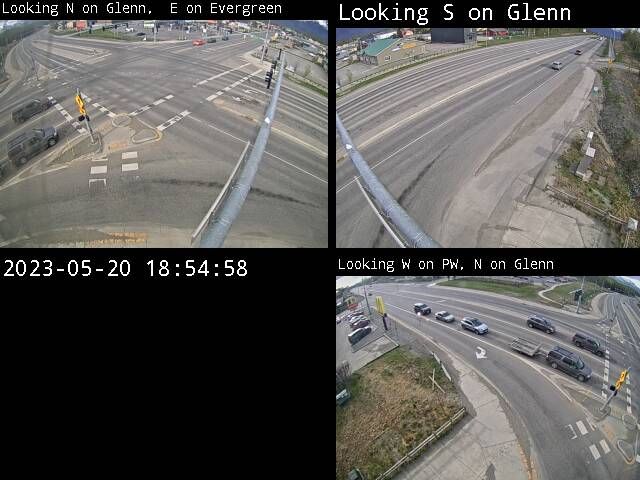 Looking N on Glenn, E on Evergreen
Looking S on Glenn
2023-05-20 18:54:58
Looking W on PW, N on Glenn